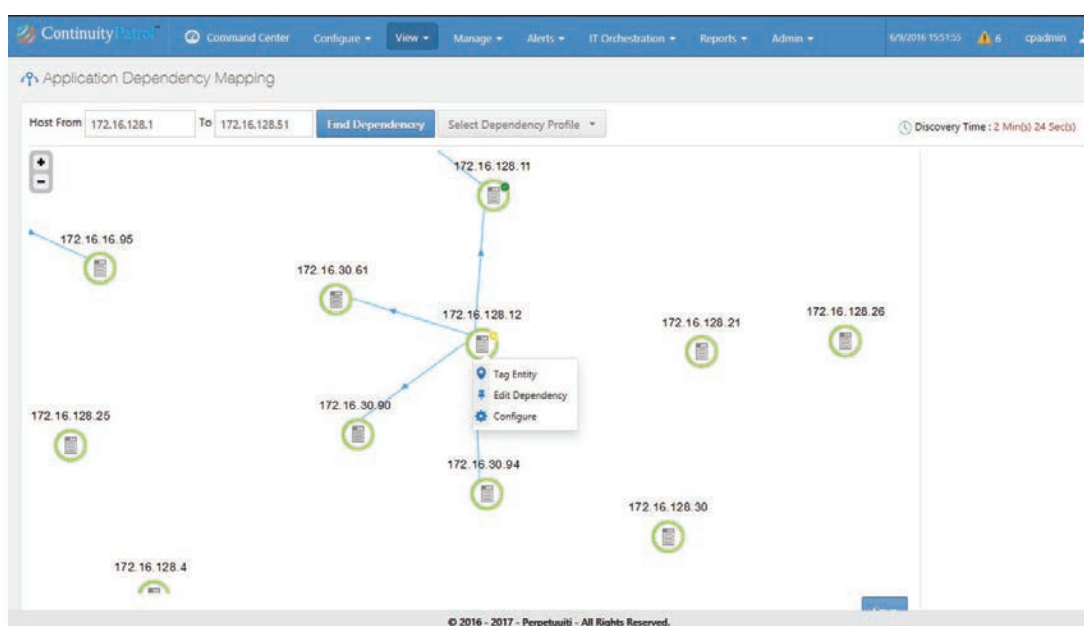 ContinuityPatrol™ Command Center Configure View Manage Alerts IT Orchestration Reports Admin 6/9/2016 15:51:55 6 cpadmin
Application Dependency Mapping
Host From 172.16.128.1 To 172.16.128.51 Find Dependency Select Dependency Profile Discovery Time : 2 Min(s) 24 Sec(s)
+
-
172.16.128.11
172.16.16.95
172.16.30.61
172.16.128.12
172.16.128.21
172.16.128.26
Tag Entity
Edit Dependency
Configure
172.16.30.90
172.16.128.25
172.16.30.94
172.16.128.30
172.16.128.4
© 2016 - 2017 - Perpetuuiti - All Rights Reserved.